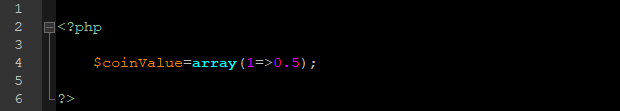 1
2 <?php
3
4 $coinValue=array(1=>0.5);
5
6 ?>